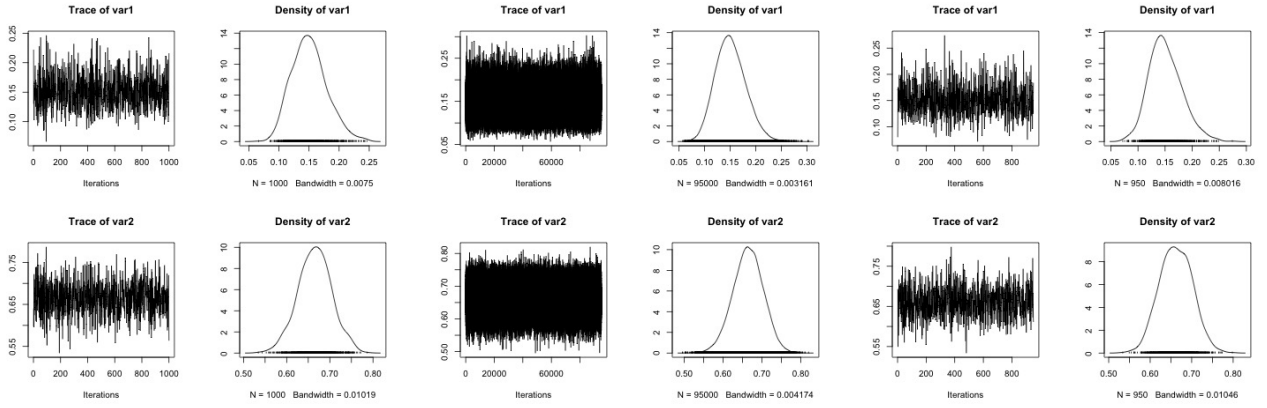 Trace of var1
0.10 0.15 0.20 0.25
0 200 400 600 800 1000
Iterations
Density of var1
0 2 4 6 8 10 12 14
0.05 0.10 0.15 0.20 0.25
N = 1000 Bandwidth = 0.0075
Trace of var1
0.05 0.15 0.25
0 20000 60000
Iterations
Density of var1
0 2 4 6 8 10 12 14
0.05 0.10 0.15 0.20 0.25 0.30
N = 95000 Bandwidth = 0.003161
Trace of var1
0.10 0.15 0.20 0.25
0 200 400 600 800
Iterations
Density of var1
0 2 4 6 8 10 12 14
0.05 0.10 0.15 0.20 0.25 0.30
N = 950 Bandwidth = 0.008016
Trace of var2
0.55 0.65 0.75
0 200 400 600 800 1000
Iterations
Density of var2
0 2 4 6 8 10
0.50 0.60 0.70 0.80
N = 1000 Bandwidth = 0.01019
Trace of var2
0.50 0.60 0.70 0.80
0 20000 60000
Iterations
Density of var2
0 2 4 6 8 10
0.50 0.60 0.70 0.80
N = 95000 Bandwidth = 0.004174
Trace of var2
0.55 0.65 0.75
0 200 400 600 800
Iterations
Density of var2
0 2 4 6 8
0.50 0.60 0.70 0.80
N = 950 Bandwidth = 0.01046